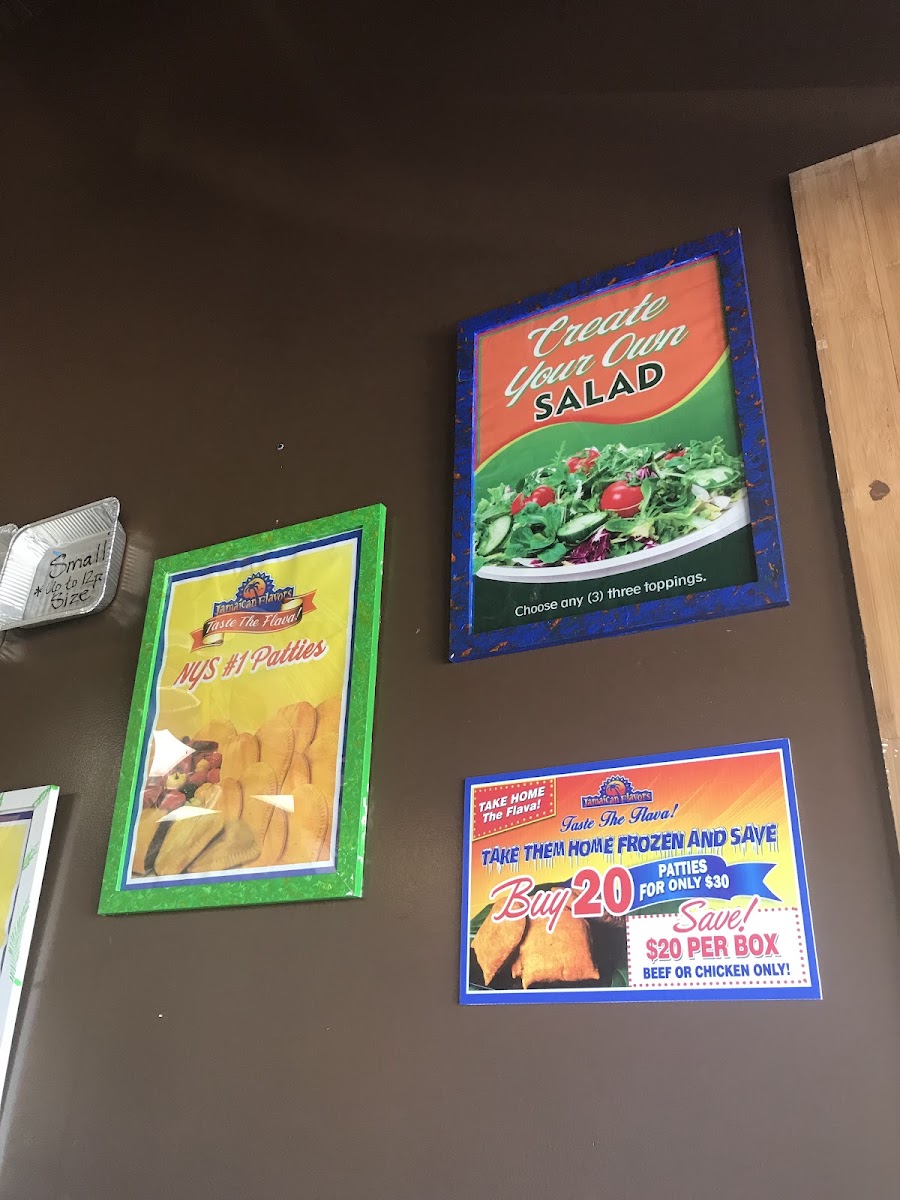 Small
* Up to 12pc
Size
Jamaican Flavors
Taste The Flava!
NYS #1 Patties
Create
Your Own
SALAD
Choose any (3) three toppings.
TAKE HOME
The Flava!
Jamaican Flavors
Taste The Flava!
TAKE THEM HOME FROZEN AND SAVE
Buy 20
PATTIES
FOR ONLY $30
Save!
$20 PER BOX
BEEF OR CHICKEN ONLY!